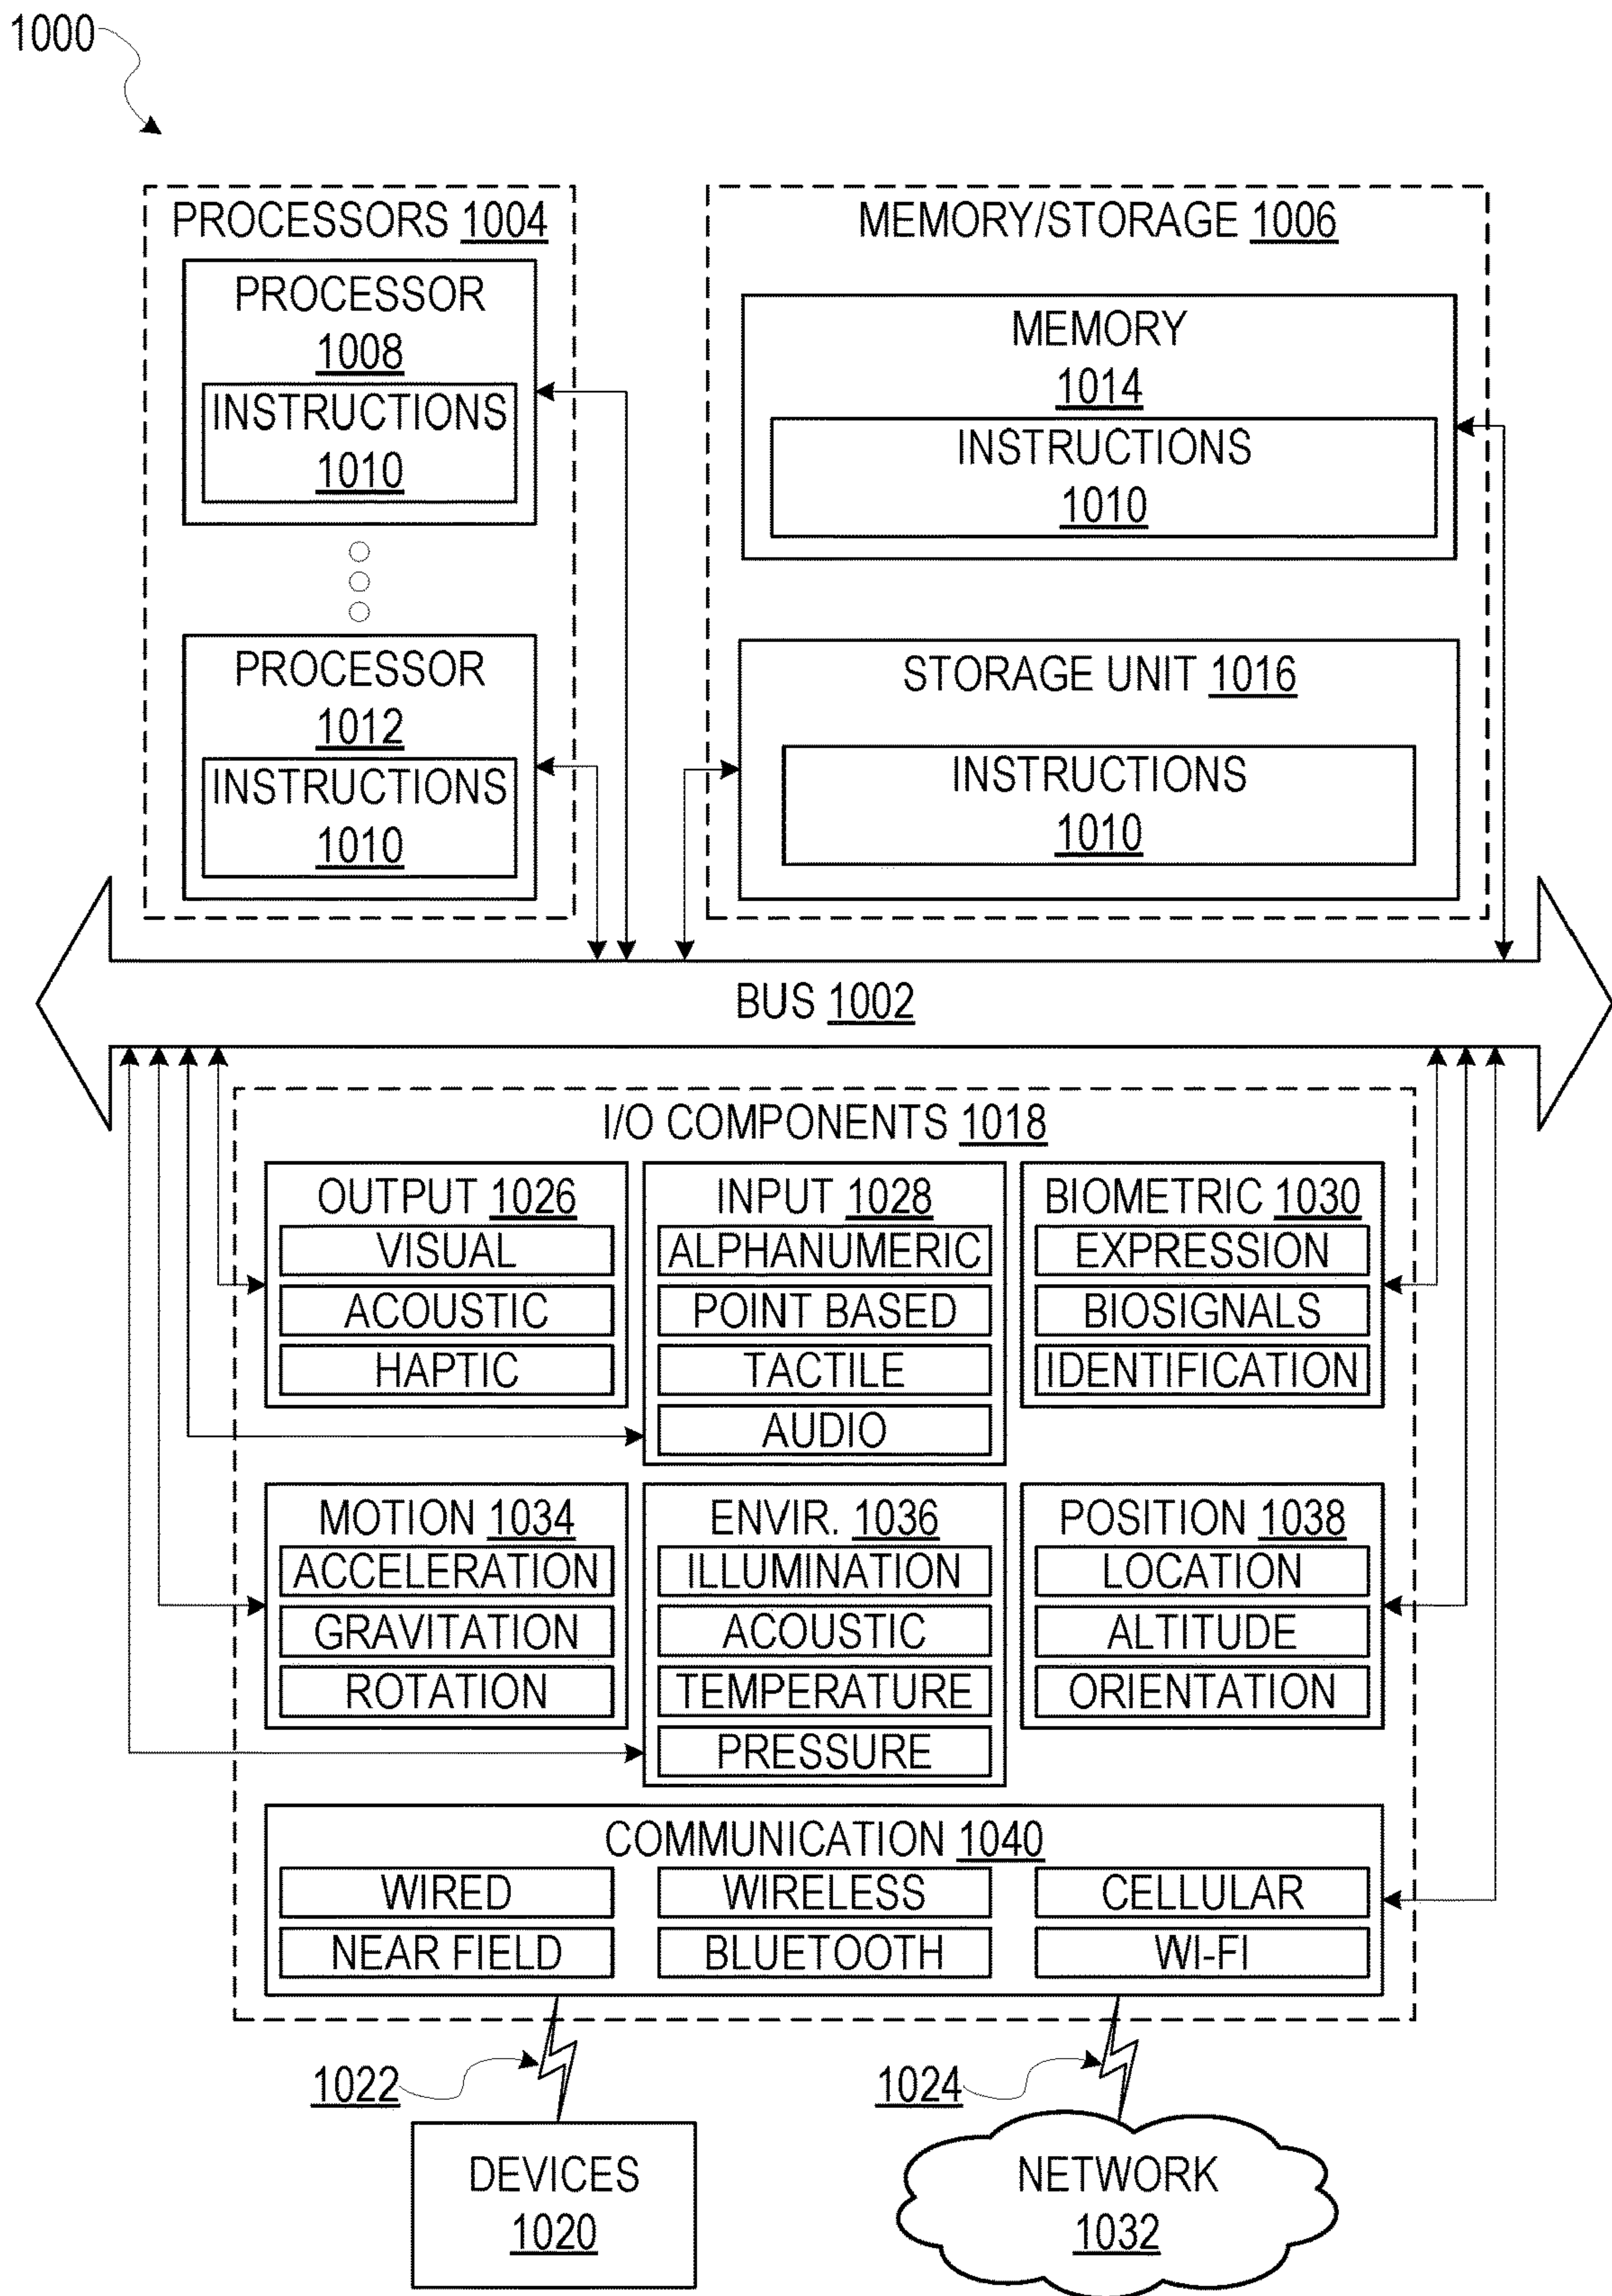 1000
PROCESSORS 1004
PROCESSOR
1008
INSTRUCTIONS
1010
PROCESSOR
1012
INSTRUCTIONS
1010
MEMORY/STORAGE 1006
MEMORY
1014
INSTRUCTIONS
1010
STORAGE UNIT 1016
INSTRUCTIONS
1010
BUS 1002
I/O COMPONENTS 1018
OUTPUT 1026
VISUAL
ACOUSTIC
HAPTIC
INPUT 1028
ALPHANUMERIC
POINT BASED
TACTILE
AUDIO
BIOMETRIC 1030
EXPRESSION
BIOSIGNALS
IDENTIFICATION
MOTION 1034
ACCELERATION
GRAVITATION
ROTATION
ENVIR. 1036
ILLUMINATION
ACOUSTIC
TEMPERATURE
PRESSURE
POSITION 1038
LOCATION
ALTITUDE
ORIENTATION
COMMUNICATION 1040
WIRED
WIRELESS
CELLULAR
NEAR FIELD
BLUETOOTH
WI-FI
1022
1024
DEVICES
1020
NETWORK
1032